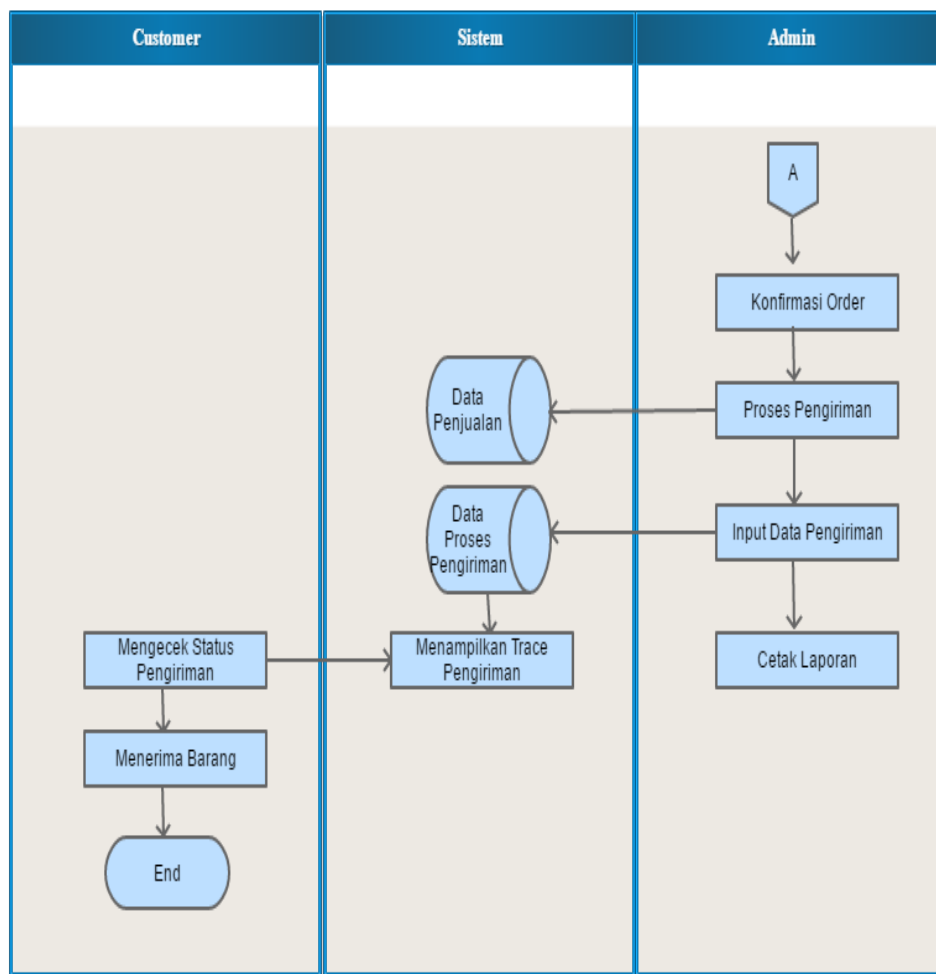 Customer
Sistem
Admin
A
Konfirmasi Order
Data
Penjualan
Proses Pengiriman
Data
Proses
Pengiriman
Input Data Pengiriman
Mengecek Status
Pengiriman
Menampilkan Trace
Pengiriman
Cetak Laporan
Menerima Barang
End